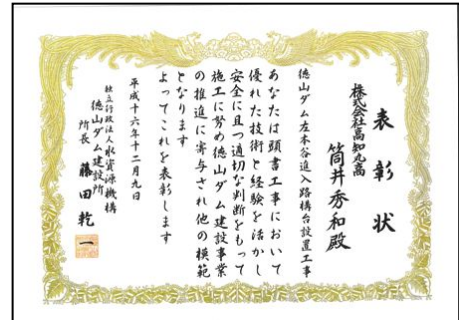 表彰状
株式会社高知丸高
筒井秀和殿
徳山ダム左本谷進入路構台設置工事
あなたは頭書工事において
優れた技術と経験を活かし
安全に且つ適切な判断をもって
施工に努め徳山ダム建設事業
の推進に寄与され他の模範
となります
よってこれを表彰します
平成十六年十二月九日
独立行政法人水資源機構
徳山ダム建設所
所長 藤田乾一